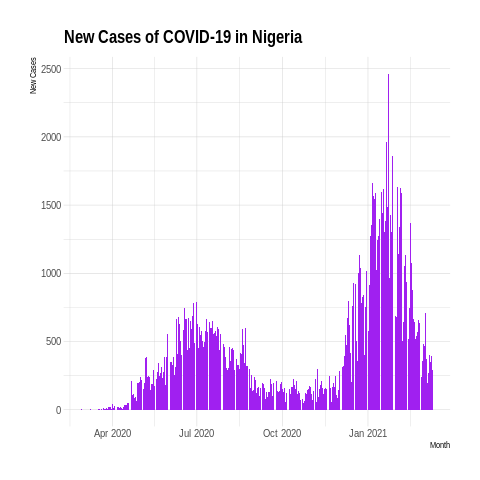 New Cases of COVID-19 in Nigeria
New Cases
2500
2000
1500
1000
500
0
Apr 2020
Jul 2020
Oct 2020
Jan 2021
Month